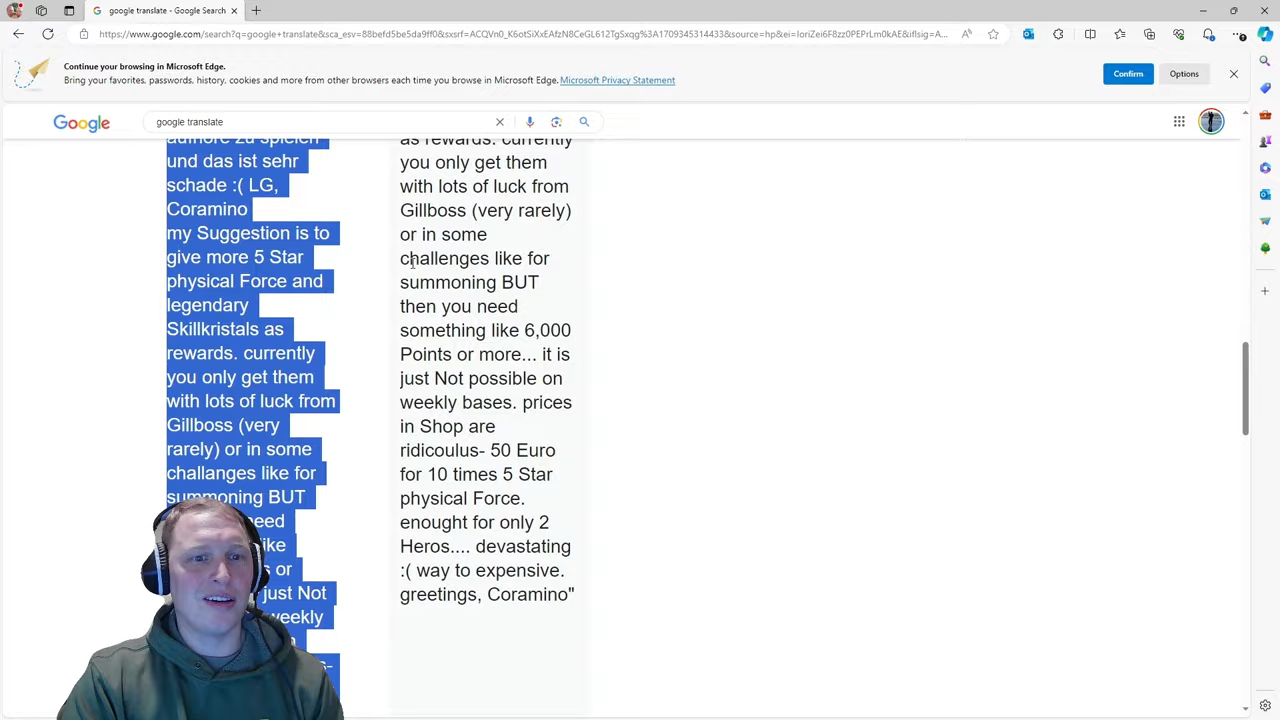 google translate - Google Search
https://www.google.com/search?q=google+translate&sca_esv=88befd5be5da9ff0&sxsrf=ACQVn0_K6otSiXxEAfzN8CeGL612TgSxqg%3A1709345314433&source=hp&ei=IoriZei6F8zz0PEPrLm0kAE&iflsig=A...
Continue your browsing in Microsoft Edge.
Bring your favorites, passwords, history, cookies and more from other browsers each time you browse in Microsoft Edge. Microsoft Privacy Statement
Confirm
Options
Google
google translate
aufhöre zu spielen
und das ist sehr
schade :( LG,
Coramino
my Suggestion is to
give more 5 Star
physical Force and
legendary
Skillkristals as
rewards. currently
you only get them
with lots of luck from
Gillboss (very
rarely) or in some
challanges like for
summoning BUT
need
ike
s or
just Not
weekly
s-
as rewards. currently
you only get them
with lots of luck from
Gillboss (very rarely)
or in some
challenges like for
summoning BUT
then you need
something like 6,000
Points or more... it is
just Not possible on
weekly bases. prices
in Shop are
ridicoulus- 50 Euro
for 10 times 5 Star
physical Force.
enought for only 2
Heros.... devastating
:( way to expensive.
greetings, Coramino"